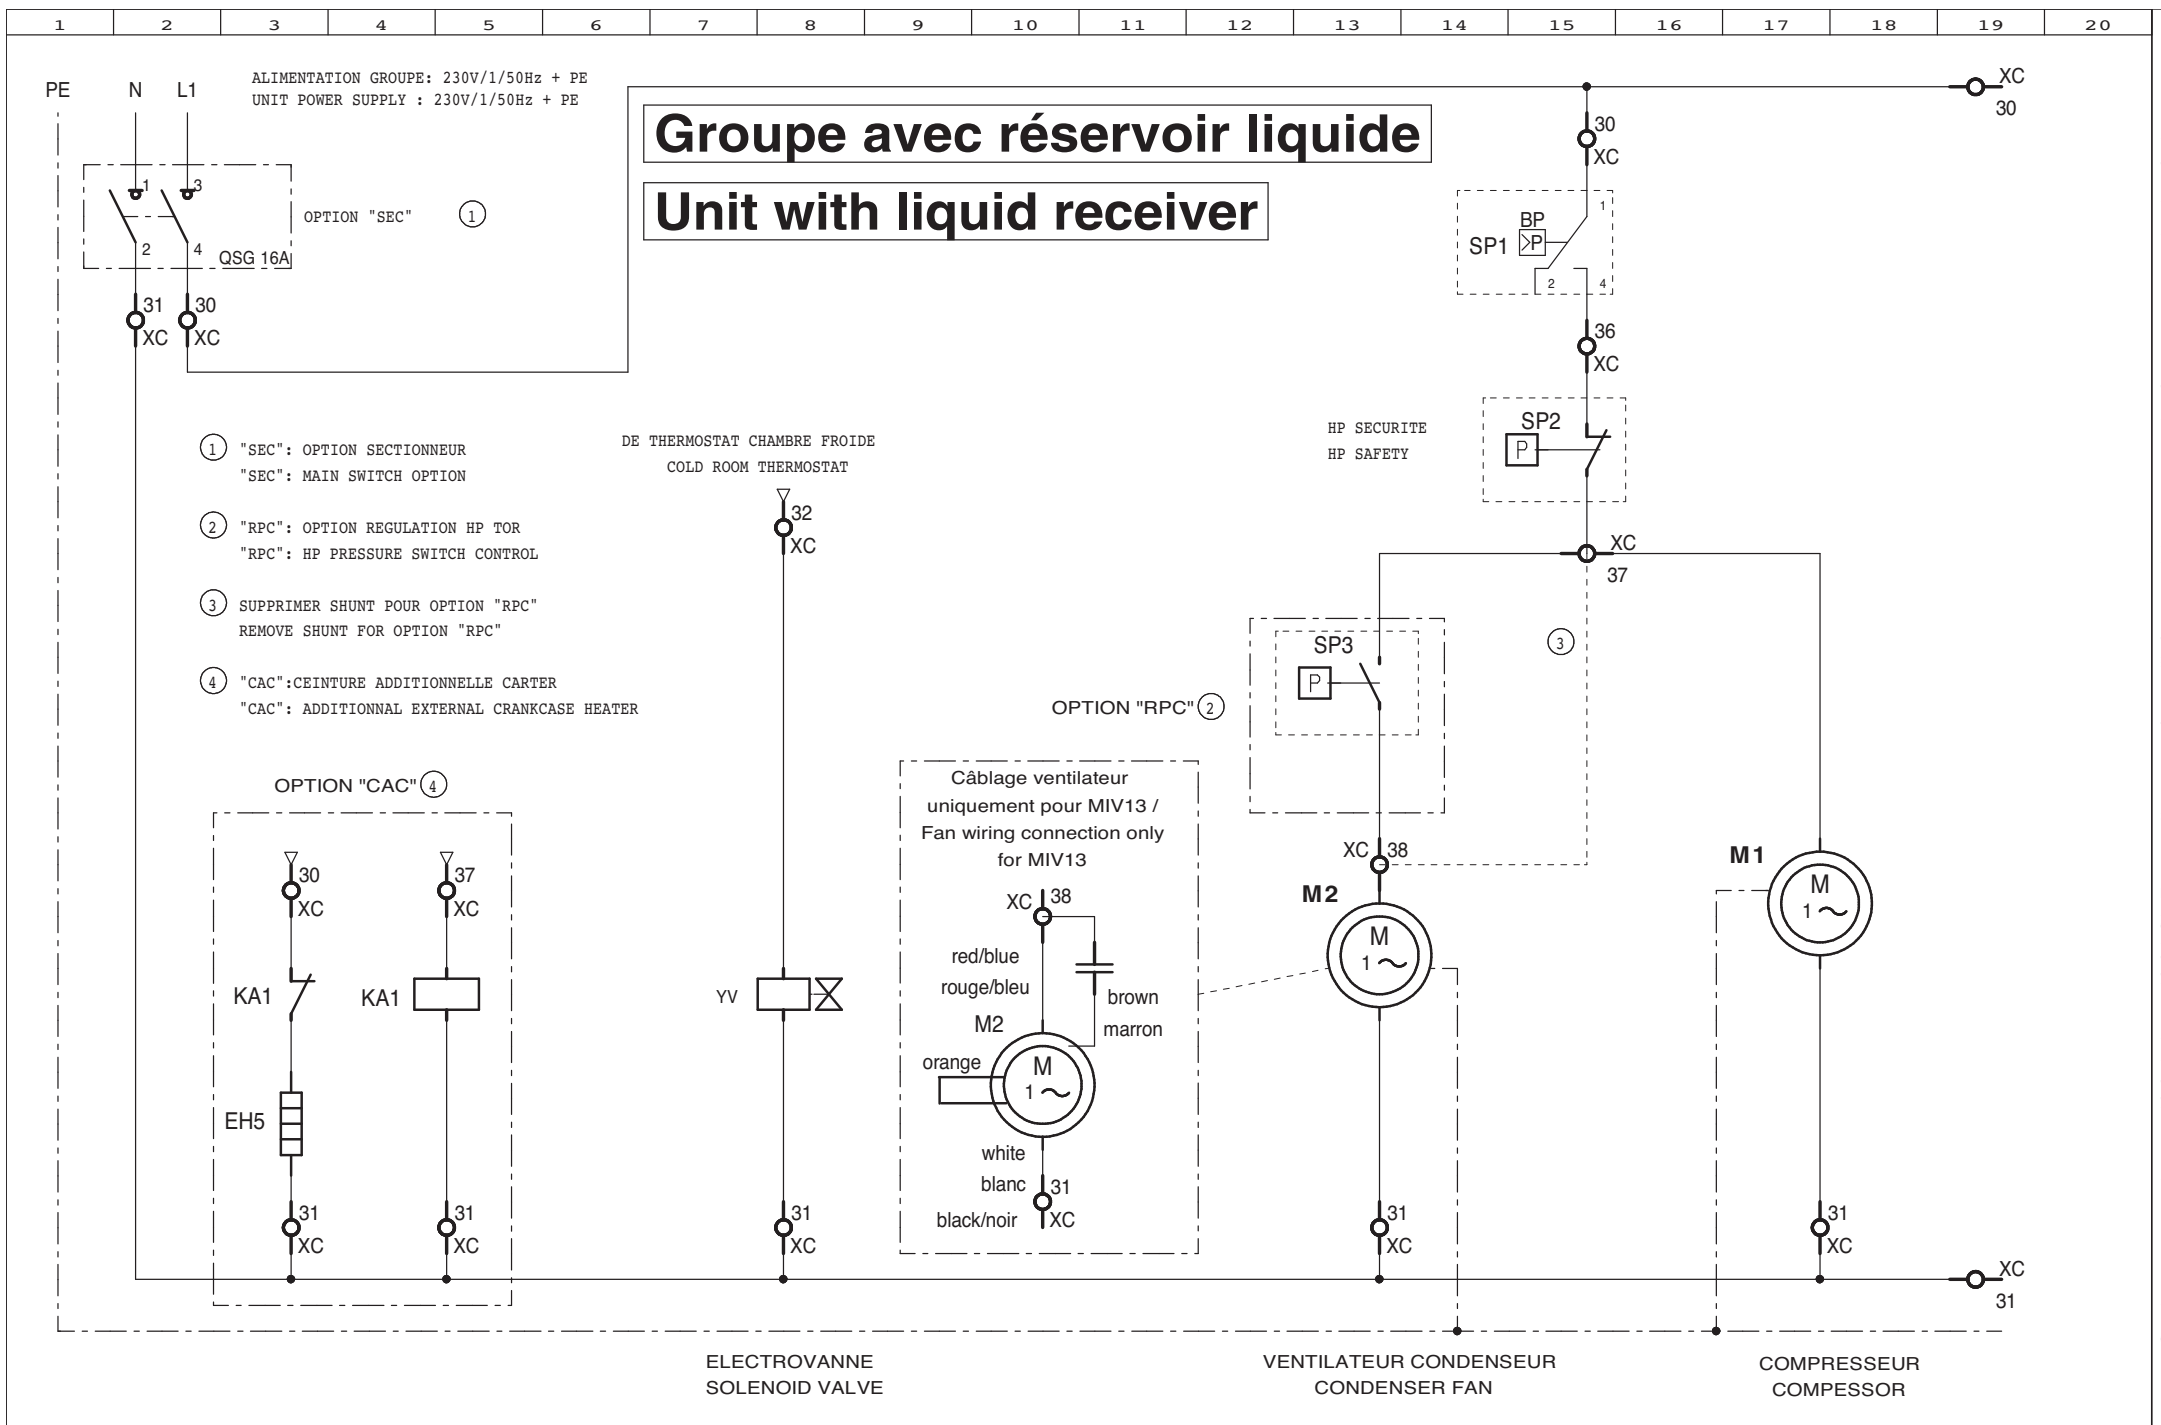 1 2 3 4 5 6 7 8 9 10 11 12 13 14 15 16 17 18 19 20
PE N L1
ALIMENTATION GROUPE: 230V/1/50Hz + PE
UNIT POWER SUPPLY : 230V/1/50Hz + PE
Groupe avec réservoir liquide
Unit with liquid receiver
XC
30
1 3
2 4
QSG 16A
OPTION "SEC" 1
31
XC
30
XC
30
XC
1
BP
SP1 >P
2 4
36
XC
HP SECURITE
HP SAFETY
SP2
P
XC
37
1 "SEC": OPTION SECTIONNEUR
"SEC": MAIN SWITCH OPTION
2 "RPC": OPTION REGULATION HP TOR
"RPC": HP PRESSURE SWITCH CONTROL
3 SUPPRIMER SHUNT POUR OPTION "RPC"
REMOVE SHUNT FOR OPTION "RPC"
4 "CAC":CEINTURE ADDITIONNELLE CARTER
"CAC": ADDITIONNAL EXTERNAL CRANKCASE HEATER
DE THERMOSTAT CHAMBRE FROIDE
COLD ROOM THERMOSTAT
32
XC
SP3
P
3
OPTION "RPC" 2
OPTION "CAC" 4
30
XC
37
XC
KA1
KA1
EH5
31
XC
31
XC
YV
31
XC
Câblage ventilateur
uniquement pour MIV13 /
Fan wiring connection only
for MIV13
XC 38
red/blue
rouge/bleu
brown
marron
M2
orange
M
1
white
blanc
31
black/noir XC
XC 38
M2
M
1
31
XC
M1
M
1
31
XC
XC
31
ELECTROVANNE
SOLENOID VALVE
VENTILATEUR CONDENSEUR
CONDENSER FAN
COMPRESSEUR
COMPESSOR